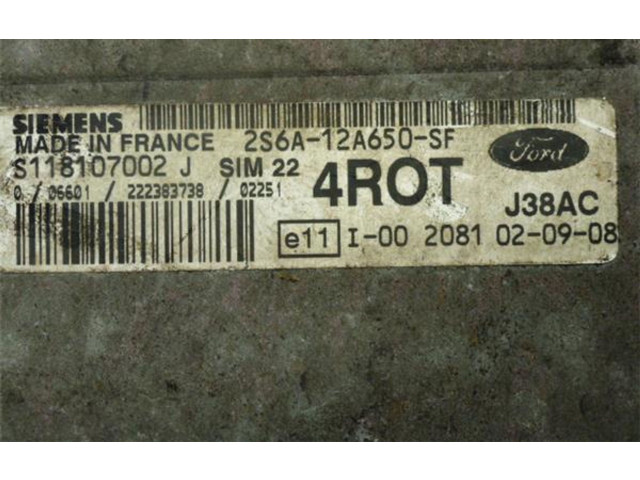 SIEMENS
MADE IN FRANCE 2S6A-12A650-SF
S118107002 J SIM 22
0 / 06601 / 222383738 / 02251
4ROT
Ford
J38AC
e11 I-00 2081 02-09-08